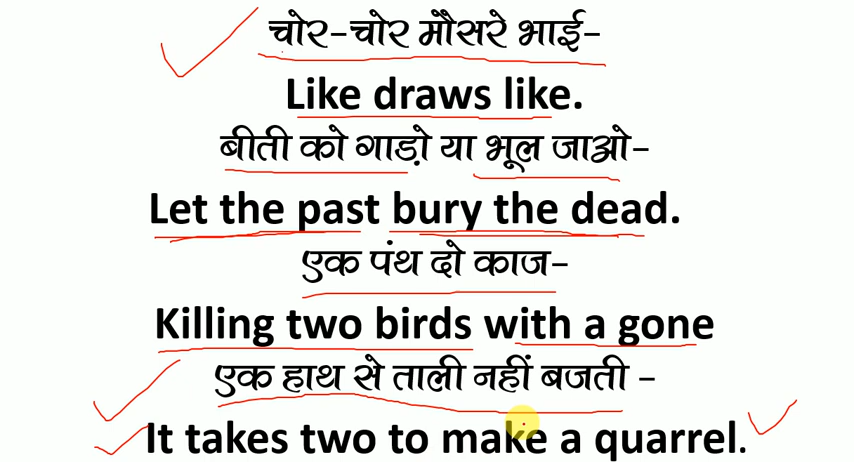 चोर-चोर मौसरे भाई-
Like draws like.
बीती को गाड़ो या भूल जाओ-
Let the past bury the dead.
एक पंथ दो काज-
Killing two birds with a gone
एक हाथ से ताली नहीं बजती -
It takes two to make a quarrel.